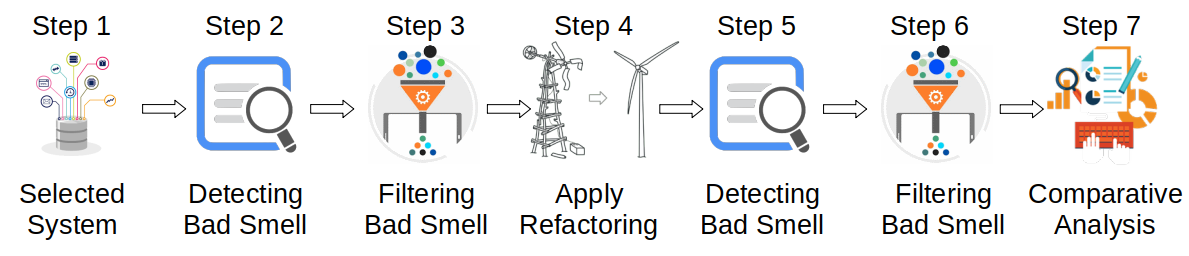 Step 1
Step 2
Step 3
Step 4
Step 5
Step 6
Step 7
Selected
System
Detecting
Bad Smell
Filtering
Bad Smell
Apply
Refactoring
Detecting
Bad Smell
Filtering
Bad Smell
Comparative
Analysis